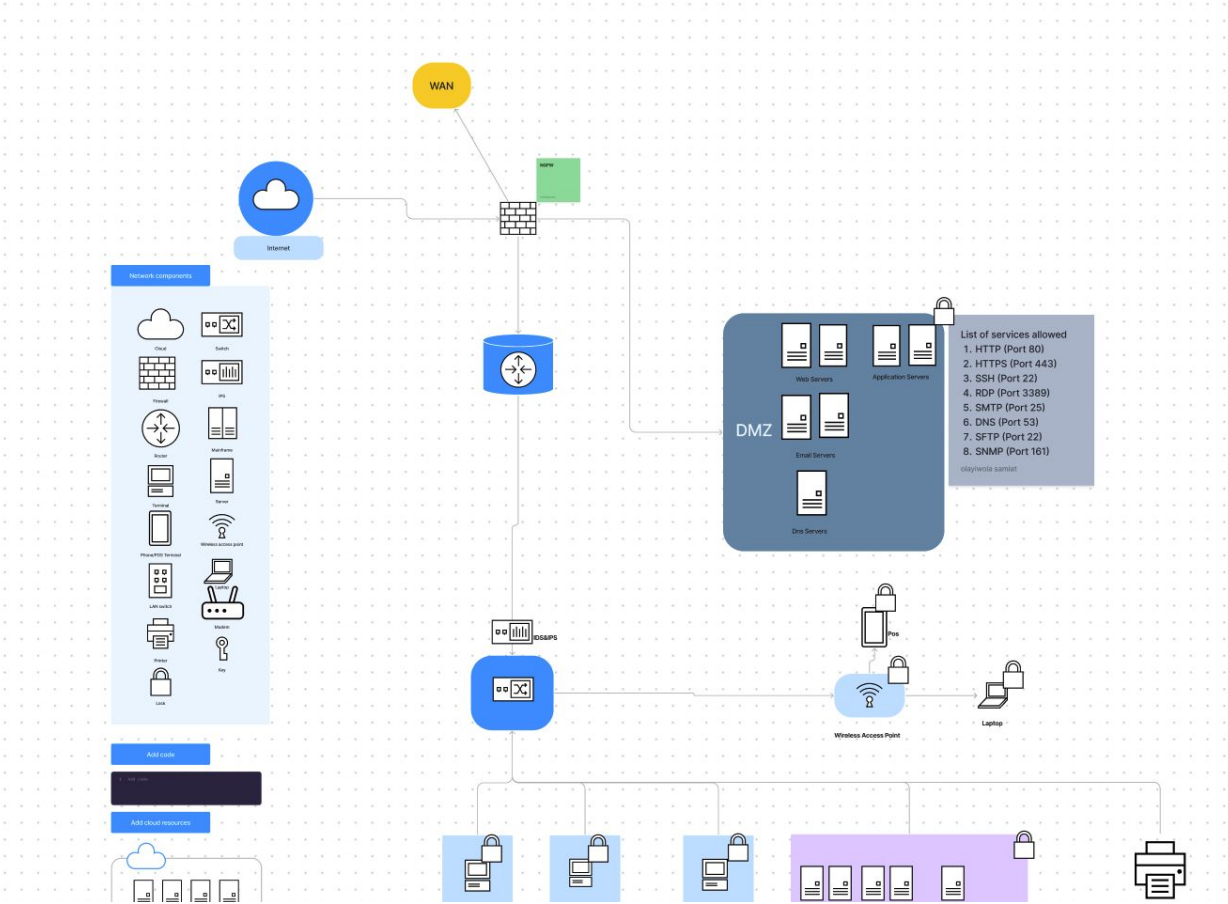 WAN
NGFW
Internet
Network components
Cloud
Switch
Firewall
IPS
Router
Mainframe
Terminal
Server
Phone/POS Terminal
Wireless access point
LAN switch
Laptop
Modem
Printer
Key
Lock
Add code
Add cloud resources
Web Servers
Application Servers
DMZ
Email Servers
Dns Servers
List of services allowed
1. HTTP (Port 80)
2. HTTPS (Port 443)
3. SSH (Port 22)
4. RDP (Port 3389)
5. SMTP (Port 25)
6. DNS (Port 53)
7. SFTP (Port 22)
8. SNMP (Port 161)
olayiwola samiat
IDS&IPS
Pos
Wireless Access Point
Laptop